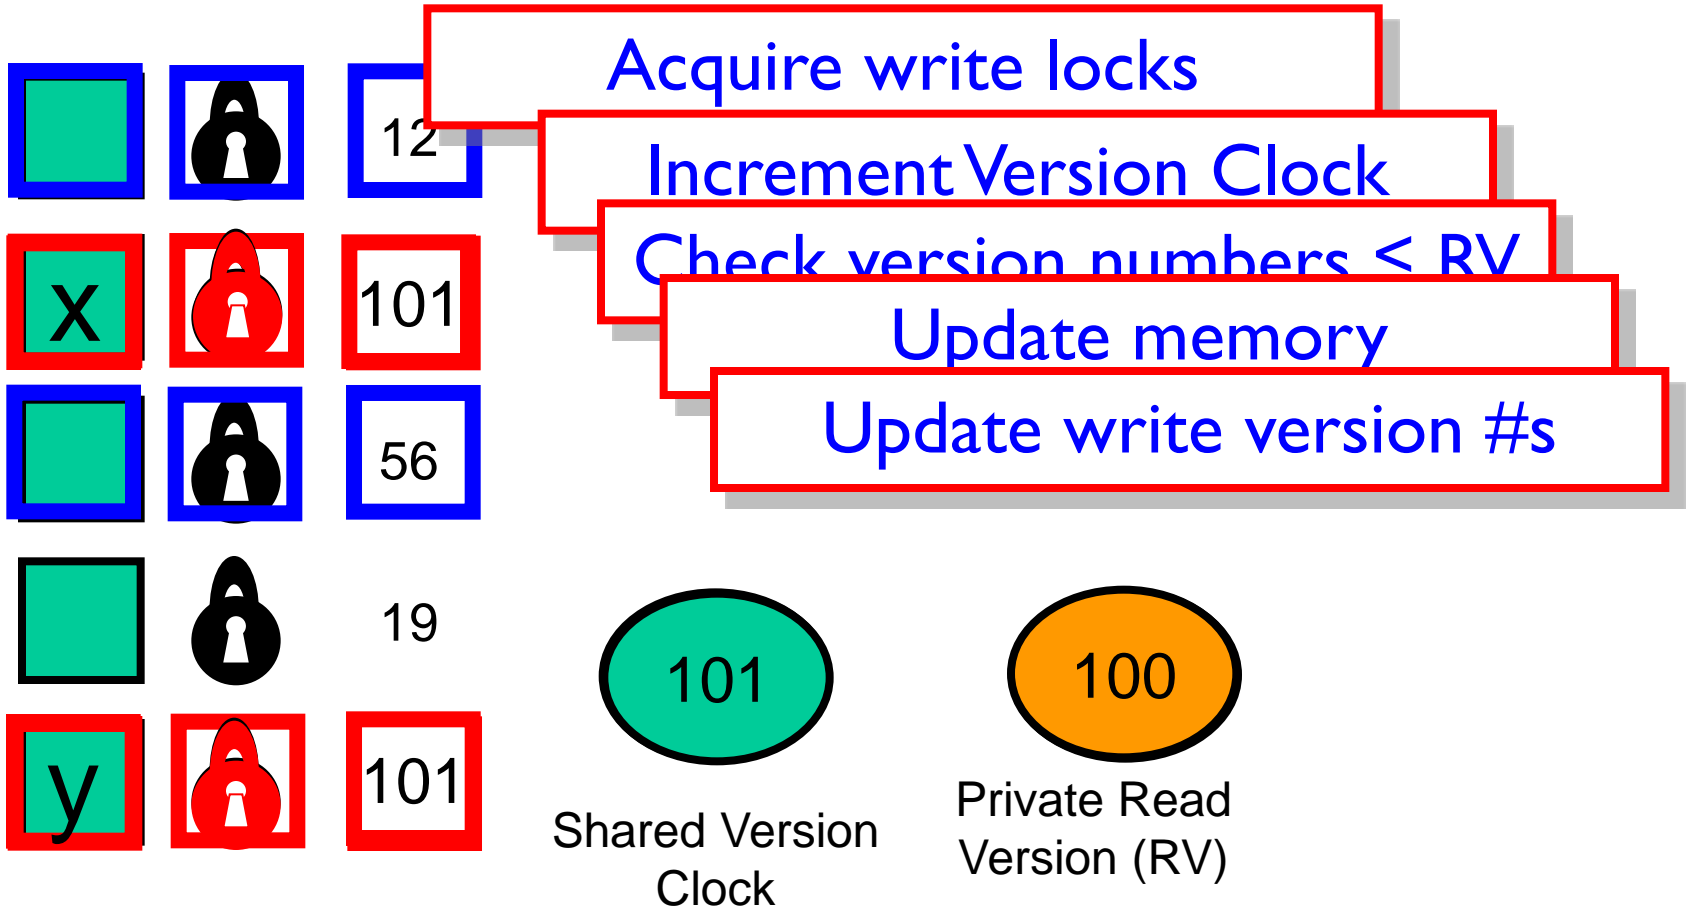 Acquire write locks
12
Increment Version Clock
Check version numbers < RV
x
101
Update memory
Update write version #s
56
19
101
100
y
101
Shared Version
Clock
Private Read
Version (RV)